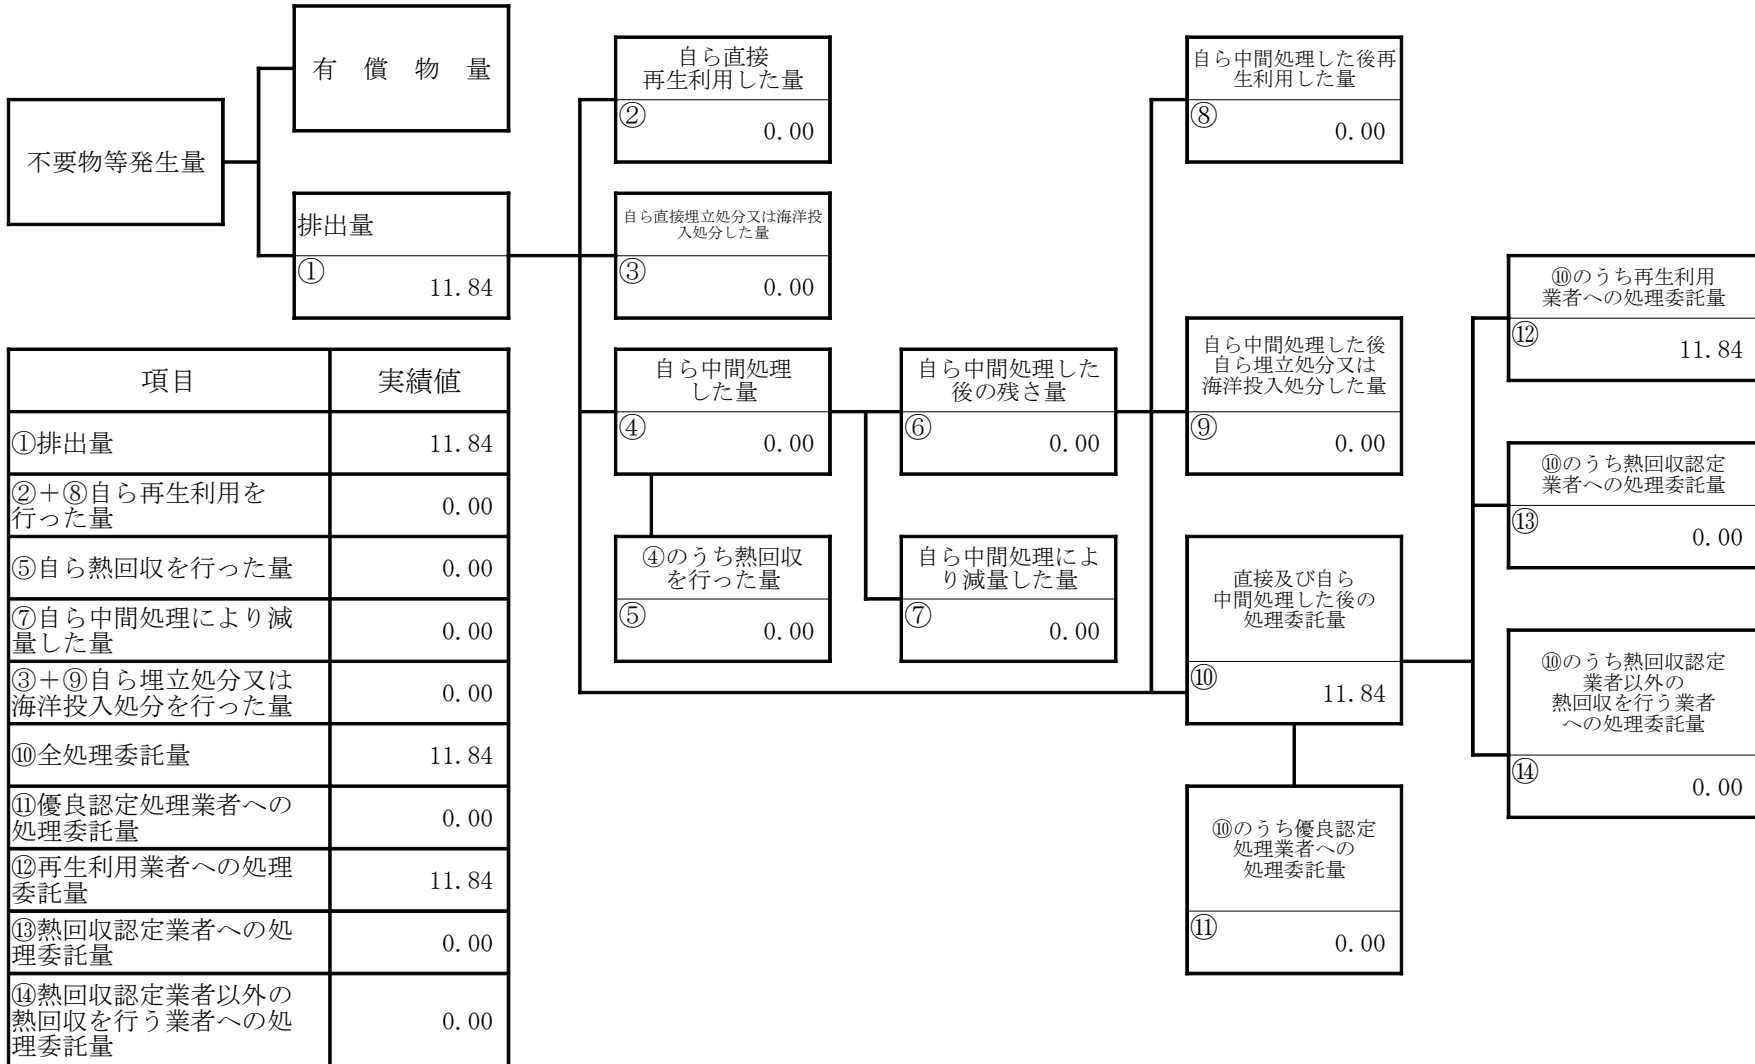 有　償　物　量
不要物等発生量
排出量
①
11.84
自ら直接
再生利用した量
②
0.00
自ら直接埋立処分又は海洋投
入処分した量
③
0.00
自ら中間処理
した量
④
0.00
④のうち熱回収
を行った量
⑤
0.00
自ら中間処理した
後の残さ量
⑥
0.00
自ら中間処理によ
り減量した量
⑦
0.00
自ら中間処理した後再
生利用した量
⑧
0.00
自ら中間処理した後
自ら埋立処分又は
海洋投入処分した量
⑨
0.00
直接及び自ら
中間処理した後の
処理委託量
⑩
11.84
⑩のうち優良認定
処理業者への
処理委託量
⑪
0.00
⑩のうち再生利用
業者への処理委託量
⑫
11.84
⑩のうち熱回収認定
業者への処理委託量
⑬
0.00
⑩のうち熱回収認定
業者以外の
熱回収を行う業者
への処理委託量
⑭
0.00
項目 実績値
①排出量 11.84
②＋⑧自ら再生利用を
行った量 0.00
⑤自ら熱回収を行った量 0.00
⑦自ら中間処理により減
量した量 0.00
③＋⑨自ら埋立処分又は
海洋投入処分を行った量 0.00
⑩全処理委託量 11.84
⑪優良認定処理業者への
処理委託量 0.00
⑫再生利用業者への処理
委託量 11.84
⑬熱回収認定業者への処
理委託量 0.00
⑭熱回収認定業者以外の
熱回収を行う業者への処
理委託量 0.00